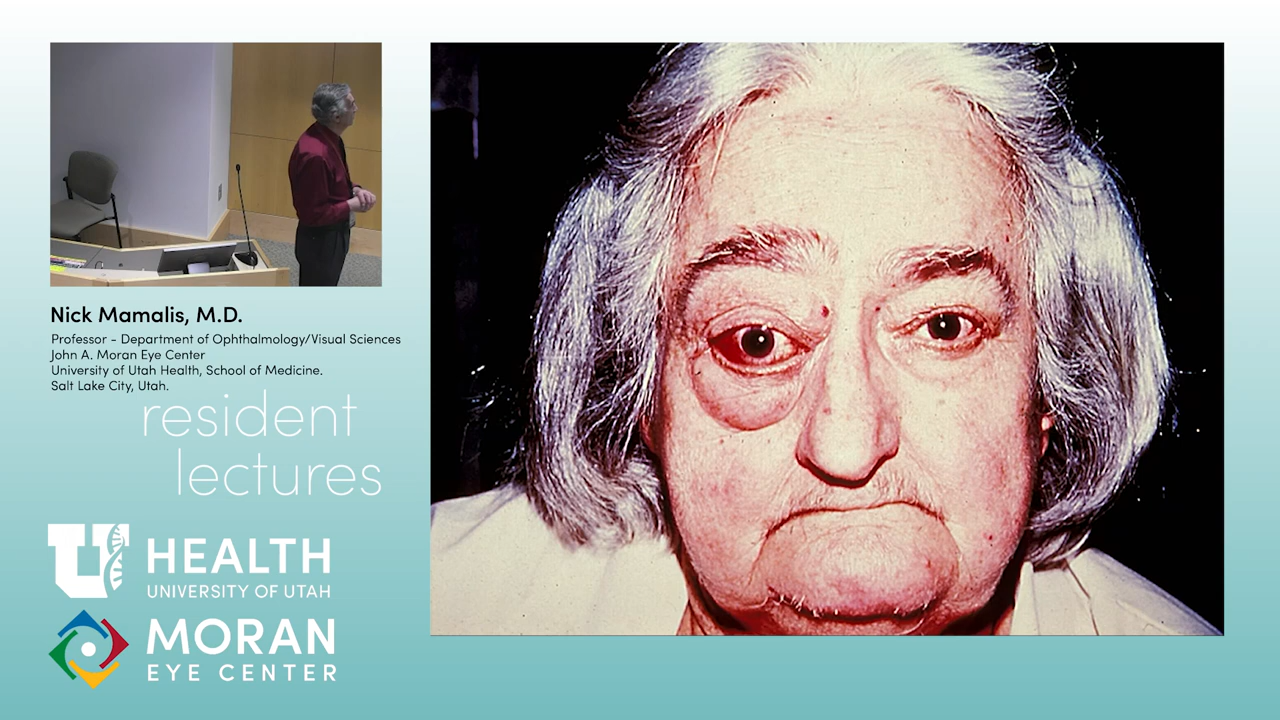 Nick Mamalis, M.D.
Professor - Department of Ophthalmology/Visual Sciences
John A. Moran Eye Center
University of Utah Health, School of Medicine.
Salt Lake City, Utah.
resident
lectures
U HEALTH
UNIVERSITY OF UTAH
MORAN
EYE CENTER